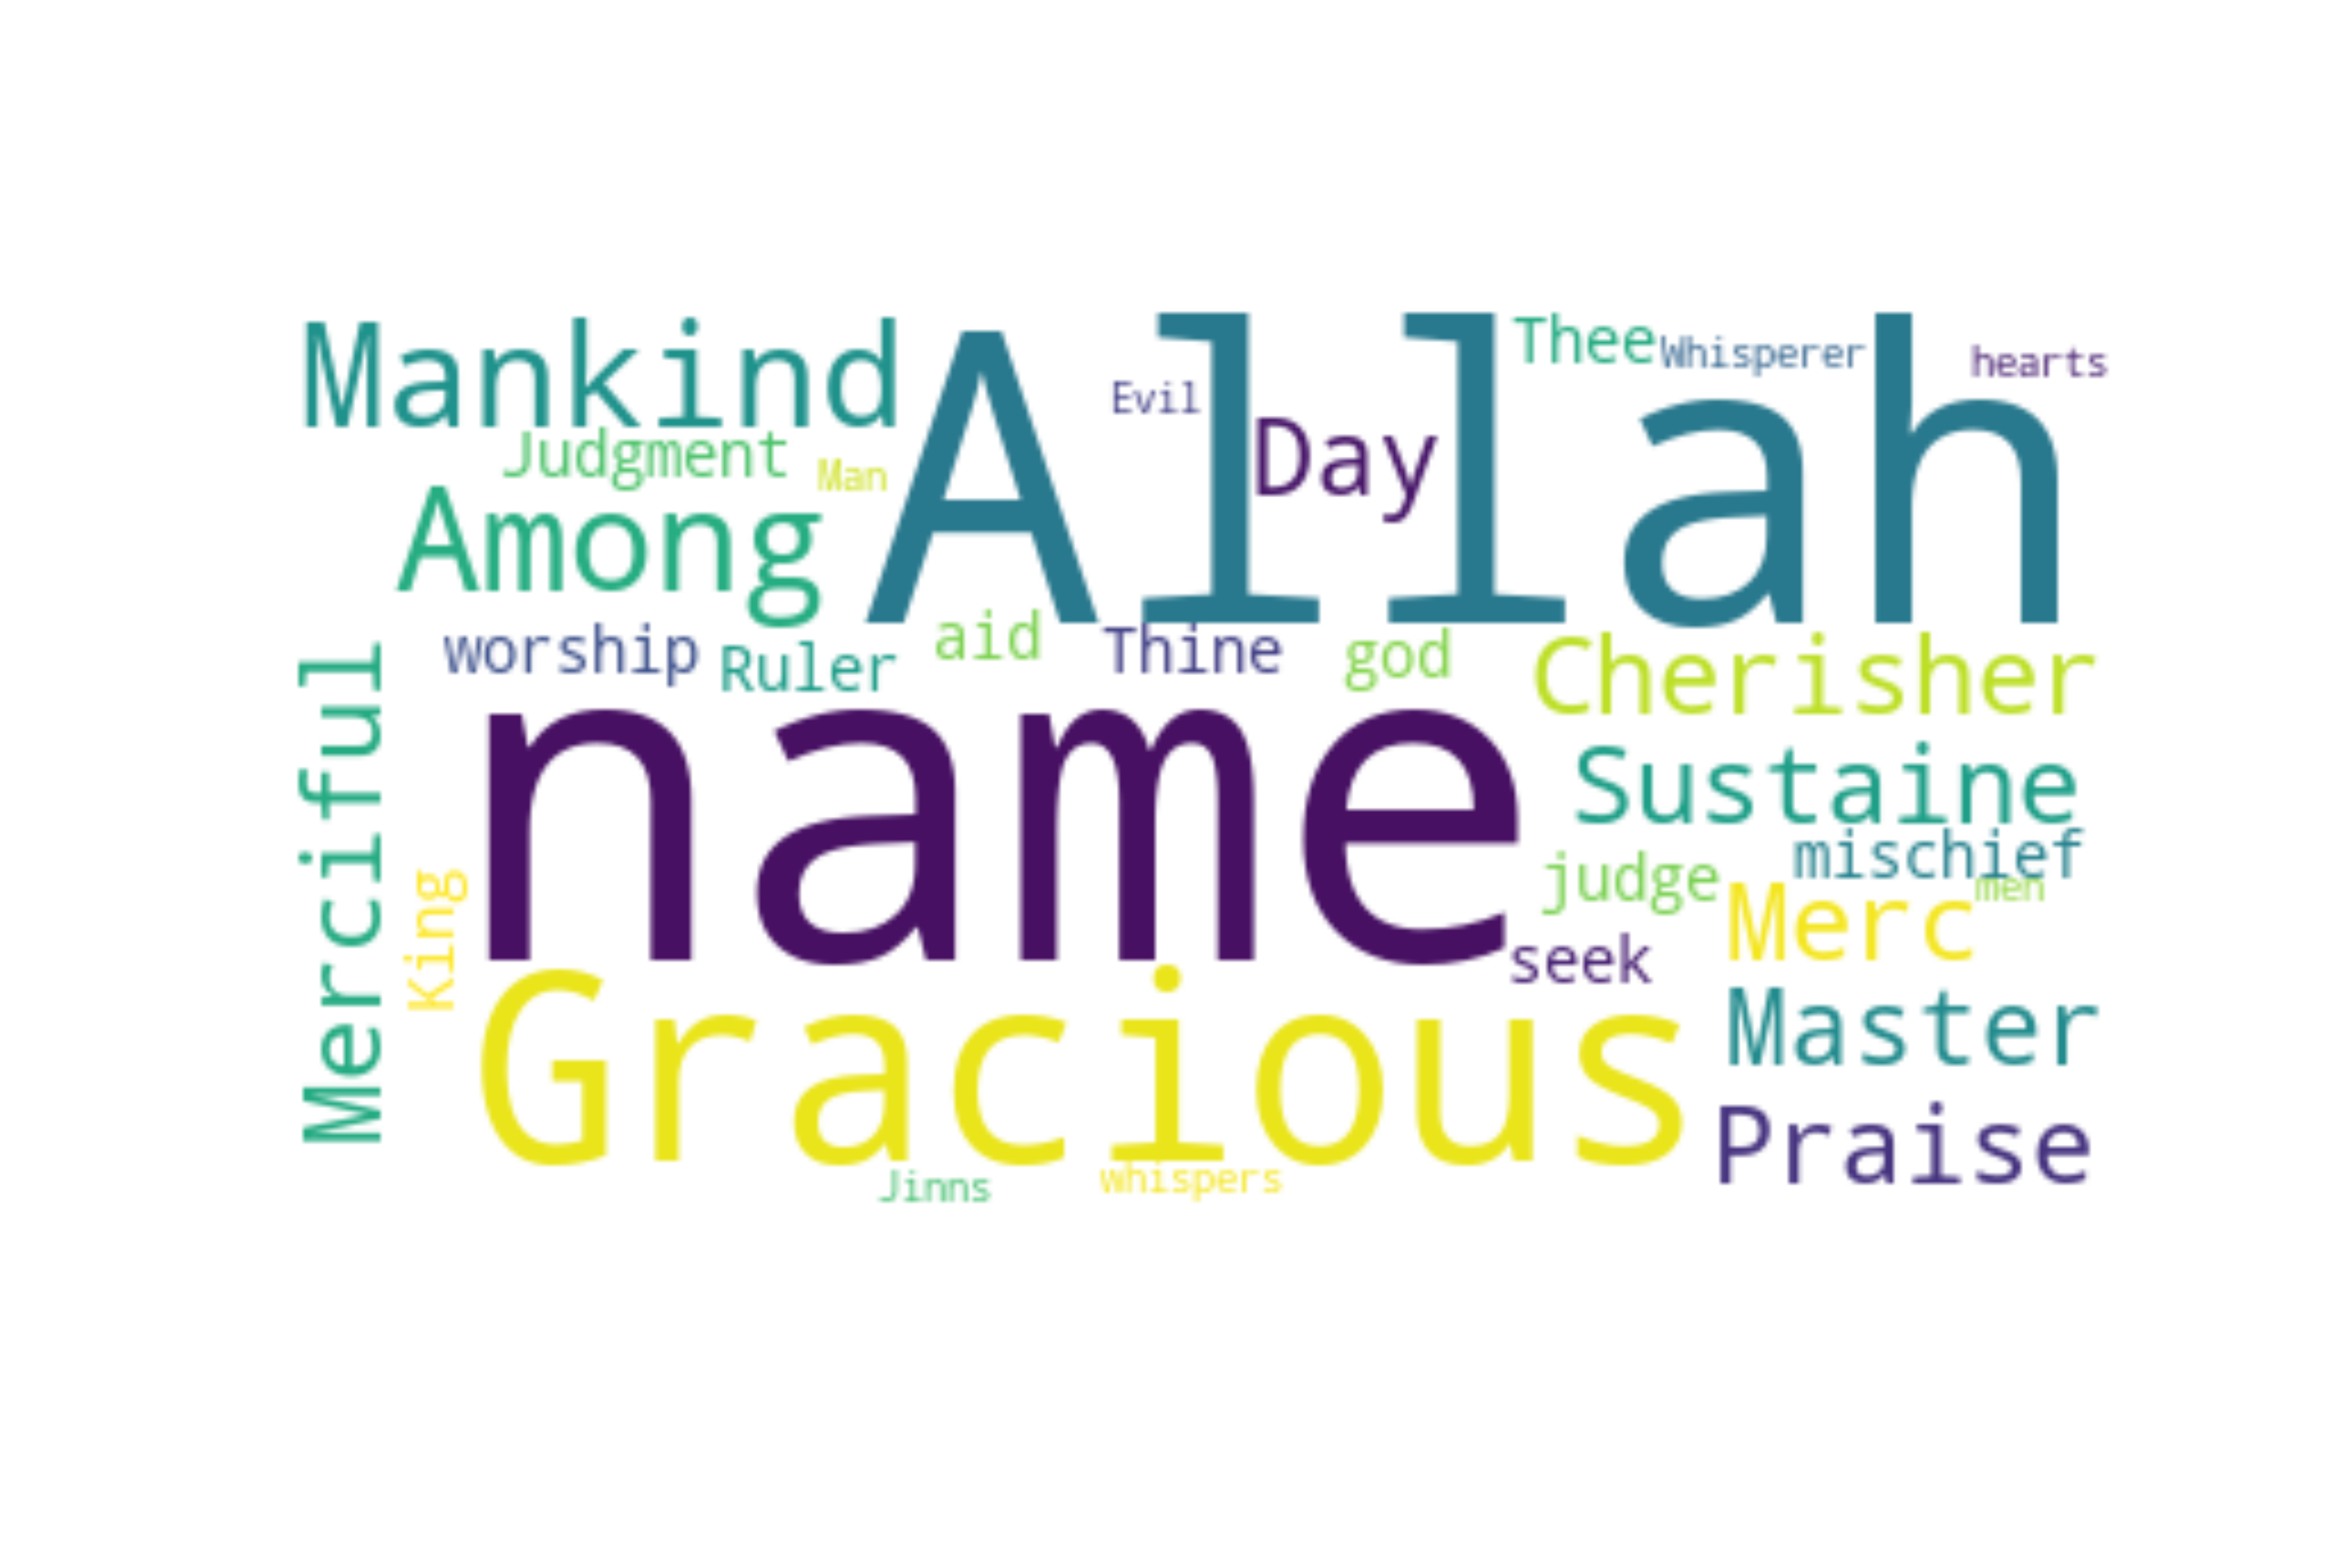 Mankind
Allah
Thee
Whisperer
hearts
Evil
Day
Judgment
Man
Among
worship
Ruler
aid
Thine
god
Cherisher
Merciful
name
Sustaine
mischief
judge
men
King
Merc
seek
Gracious
Master
Praise
Jinns
whispers